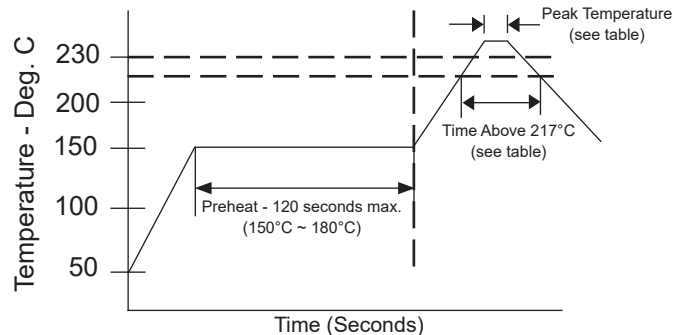 Peak Temperature
(see table)
230
200
150
100
50
Temperature - Deg. C
Time Above 217°C
(see table)
Preheat - 120 seconds max.
(150°C ~ 180°C)
Time (Seconds)